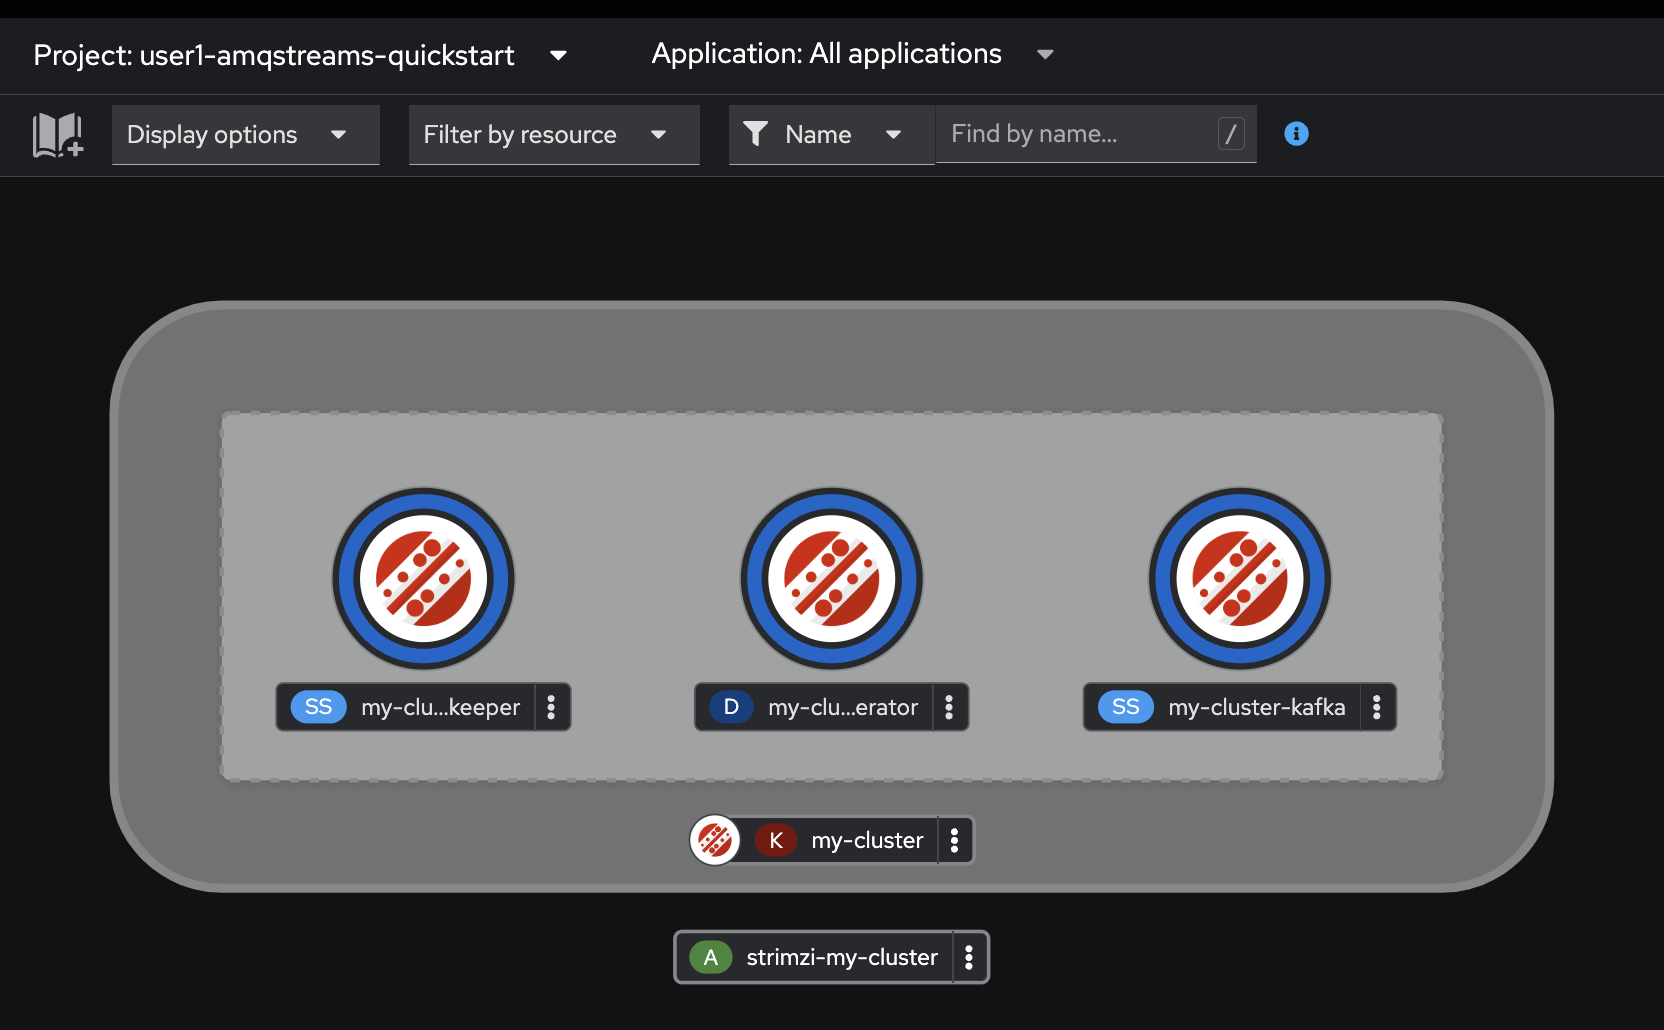 Project: user1-amqstreams-quickstart Application: All applications
Display options Filter by resource Name Find by name... /
SS my-clu...keeper D my-clu...erator SS my-cluster-kafka
K my-cluster
A strimzi-my-cluster